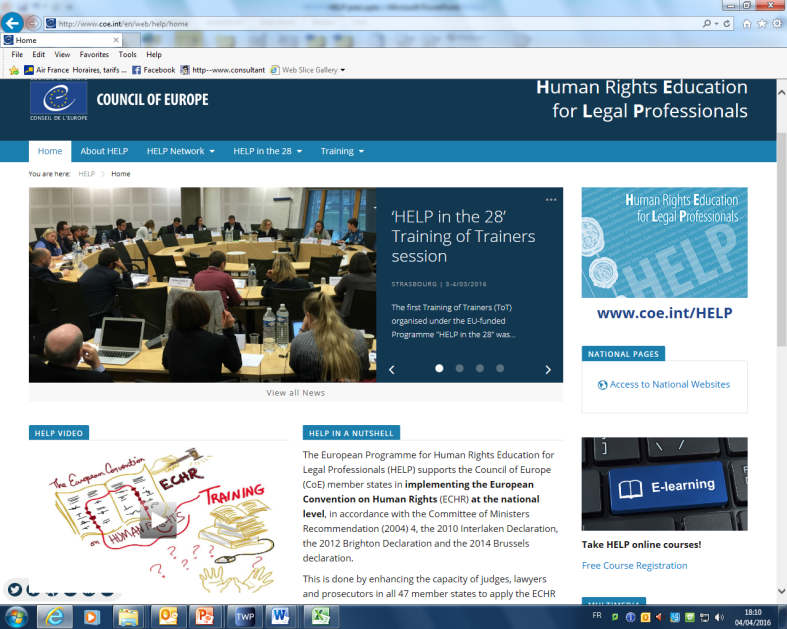 http://www.coe.int/en/web/help/home
Home
File Edit View Favorites Tools Help
Air France Horaires, tarifs ... Facebook http--www.consultant Web Slice Gallery
COUNCIL OF EUROPE
CONSEIL DE L'EUROPE
Human Rights Education
for Legal Professionals
Home About HELP HELP Network HELP in the 28 Training
You are here: HELP Home
'HELP in the 28'
Training of Trainers
session
STRASBOURG | 3-4/03/2016
The first Training of Trainers (ToT)
organised under the EU-funded
Programme "HELP in the 28" was...
View all News
Human Rights Education
for Legal Professionals
HELP
www.coe.int/HELP
NATIONAL PAGES
Access to National Websites
HELP VIDEO
The European Convention
ECHR
on HUMAN
TRAINING
HELP IN A NUTSHELL
The European Programme for Human Rights Education for
Legal Professionals (HELP) supports the Council of Europe
(CoE) member states in implementing the European
Convention on Human Rights (ECHR) at the national
level, in accordance with the Committee of Ministers
Recommendation (2004) 4, the 2010 Interlaken Declaration,
the 2012 Brighton Declaration and the 2014 Brussels
declaration.
This is done by enhancing the capacity of judges, lawyers
and prosecutors in all 47 member states to apply the ECHR
E-learning
Take HELP online courses!
Free Course Registration
MULTIMEDIA
TWP
FR
18:10
04/04/2016